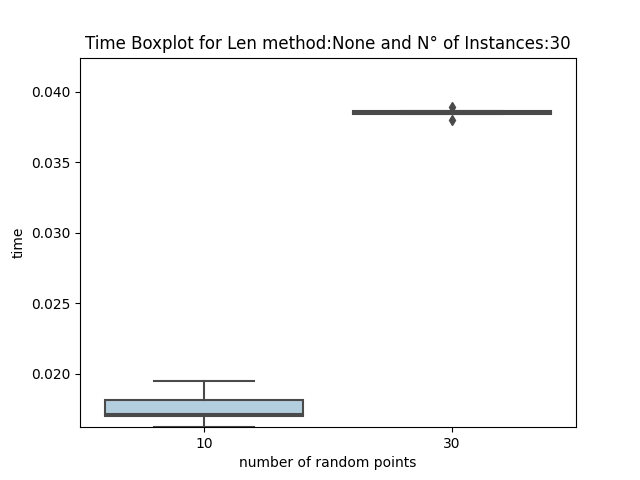 Time Boxplot for Len method:None and N° of Instances:30
0.040
0.035
0.030
0.025
0.020
time
10 30
number of random points